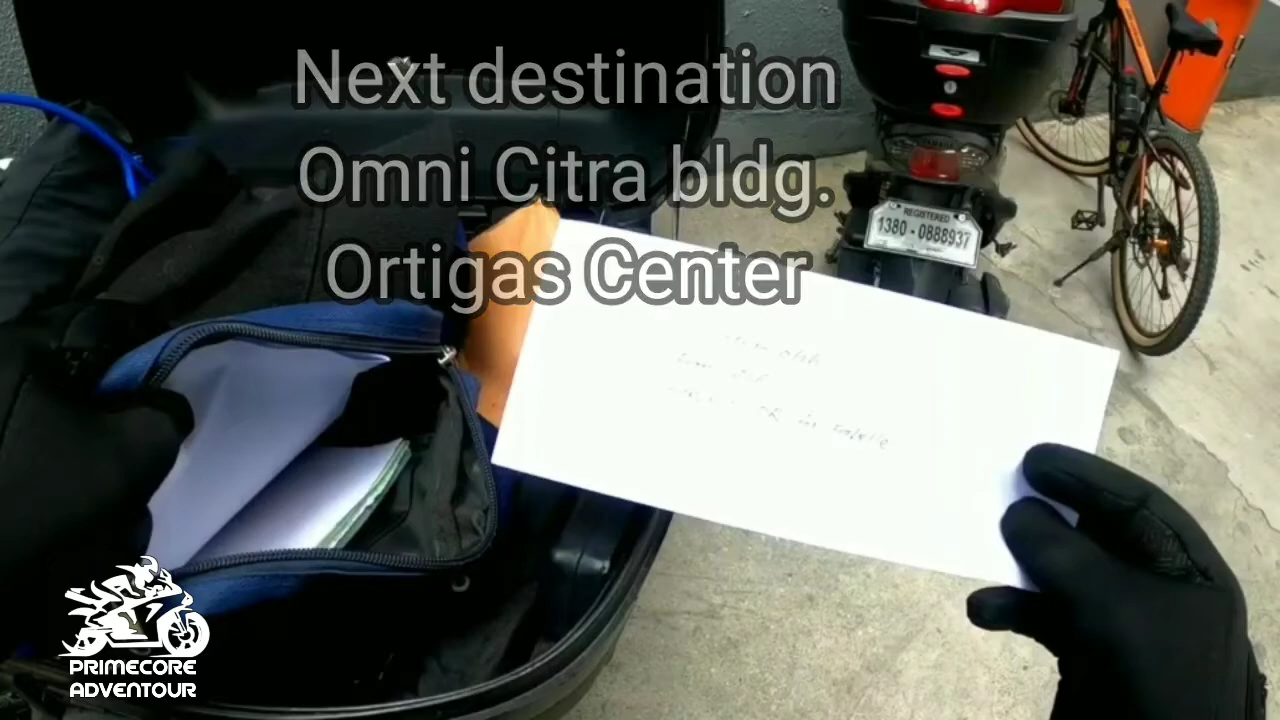 Next destination
Omni Citra bldg.
Ortigas Center
REGISTERED
1380 - 0888937
PRIMECORE
ADVENTOUR